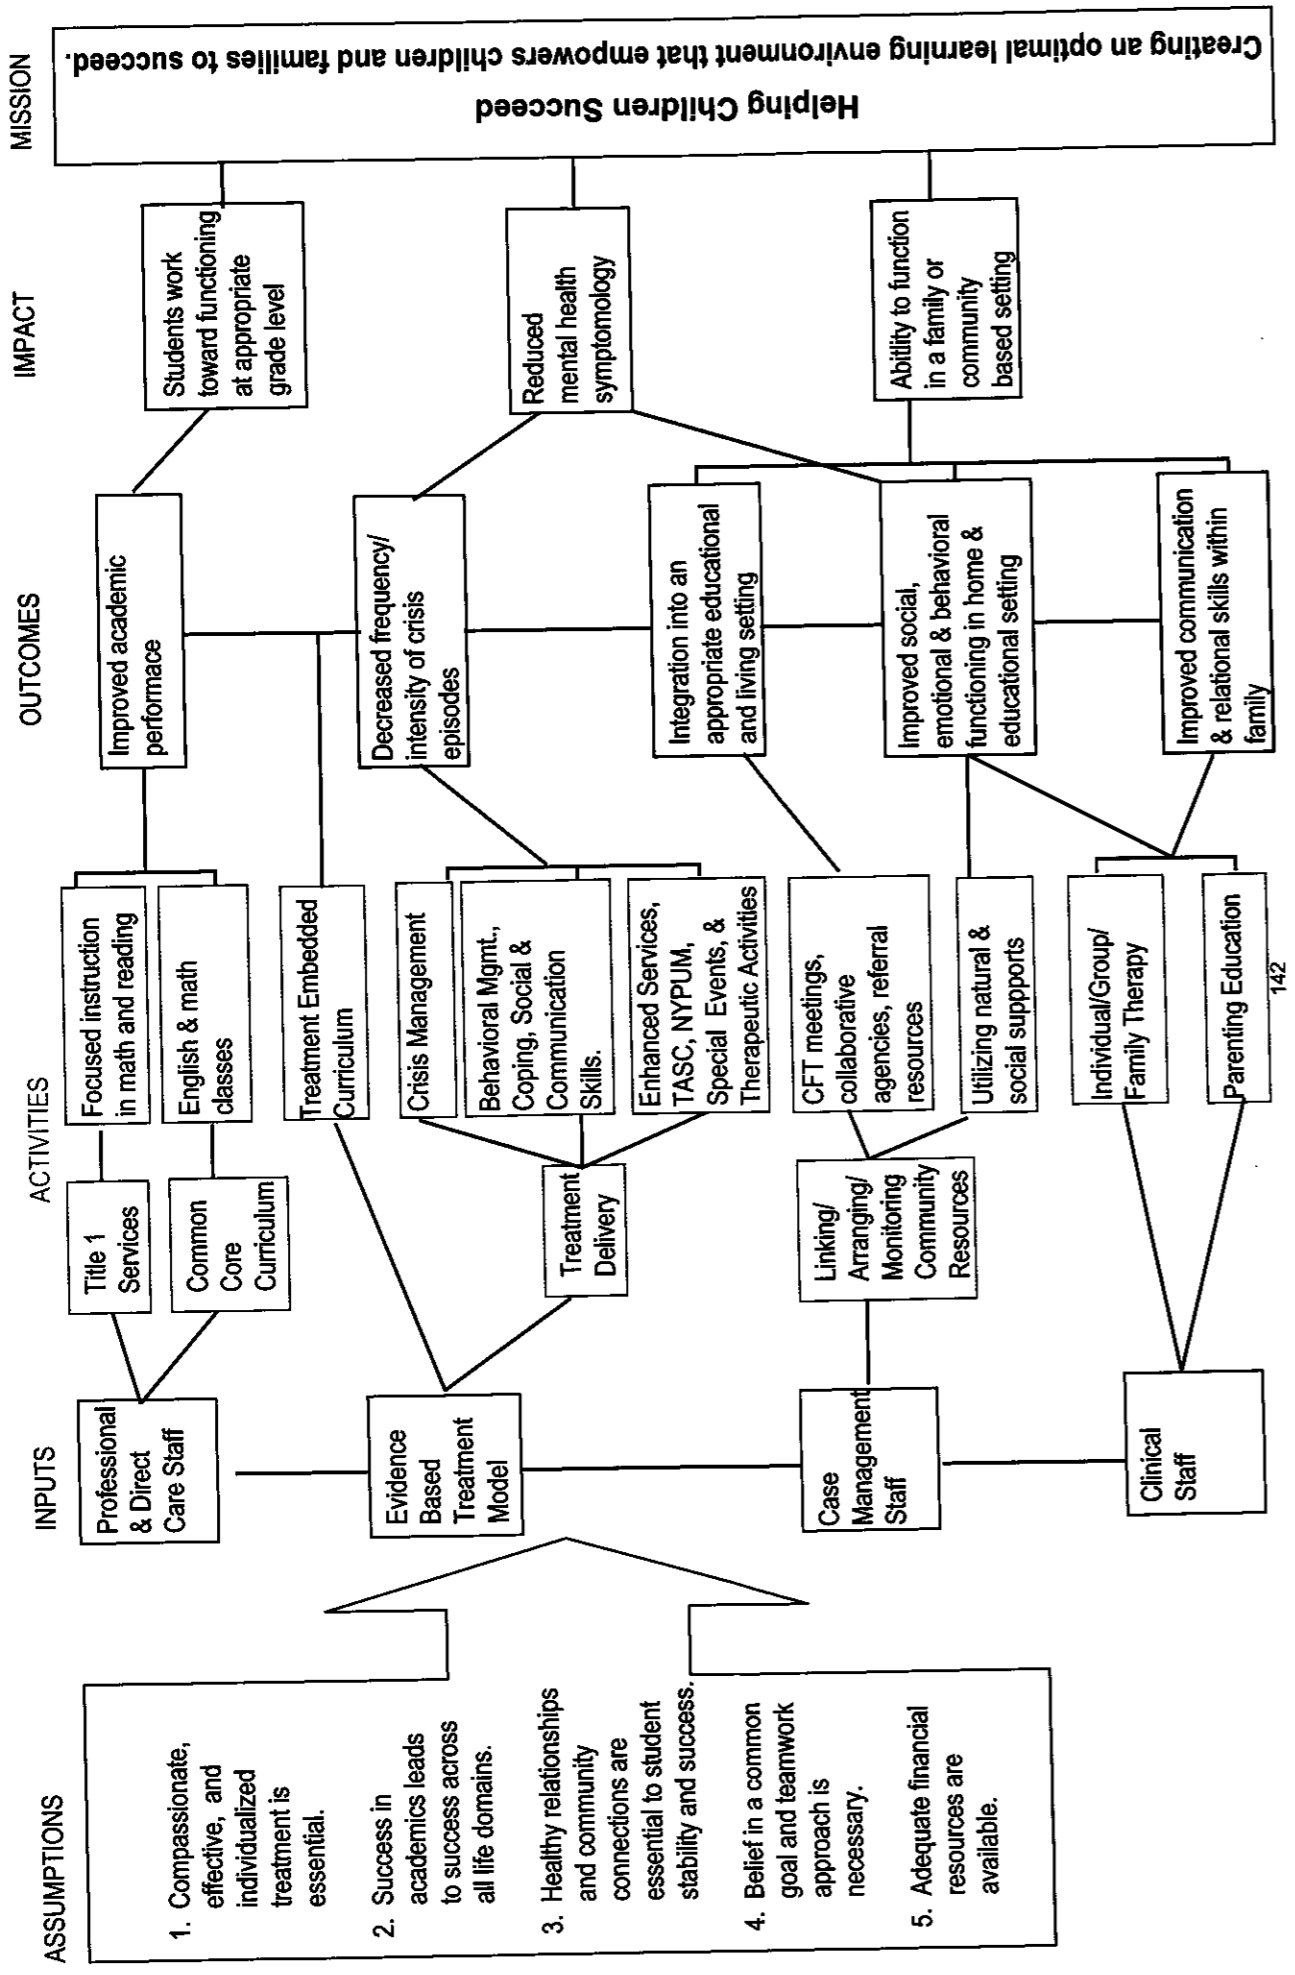 ASSUMPTIONS
1. Compassionate,
effective, and
individualized
treatment is
essential.
2. Success in
academics leads
to success across
all life domains.
3. Healthy relationships
and community
connections are
essential to student
stability and success.
4. Belief in a common
goal and teamwork
approach is
necessary.
5. Adequate financial
resources are
available.
INPUTS
Professional
& Direct
Care Staff
Evidence
Based
Treatment
Model
Case
Management
Staff
Clinical
Staff
ACTIVITIES
Title 1
Services
Common
Core
Curriculum
Treatment
Delivery
Linking/
Arranging/
Monitoring
Community
Resources
Focused instruction
in math and reading
English & math
classes
Treatment Embedded
Curriculum
Crisis Management
Behavioral Mgmt.,
Coping, Social &
Communication
Skills.
Enhanced Services,
TASC, NYPUM,
Special Events, &
Therapeutic Activities
CFT meetings,
collaborative
agencies, referral
resources
Utilizing natural &
social suppports
Individual/Group/
Family Therapy
Parenting Education
OUTCOMES
Improved academic
performace
Decreased frequency/
intensity of crisis
episodes
Integration into an
appropriate educational
and living setting
Improved social,
emotional & behavioral
functioning in home &
educational setting
Improved communication
& relational skills within
family
IMPACT
Students work
toward functioning
at appropriate
grade level
Reduced
mental health
symptomology
Abitlity to function
in a family or
community
based setting
MISSION
Helping Children Succeed
Creating an optimal learning environment that empowers children and families to succeed.
142